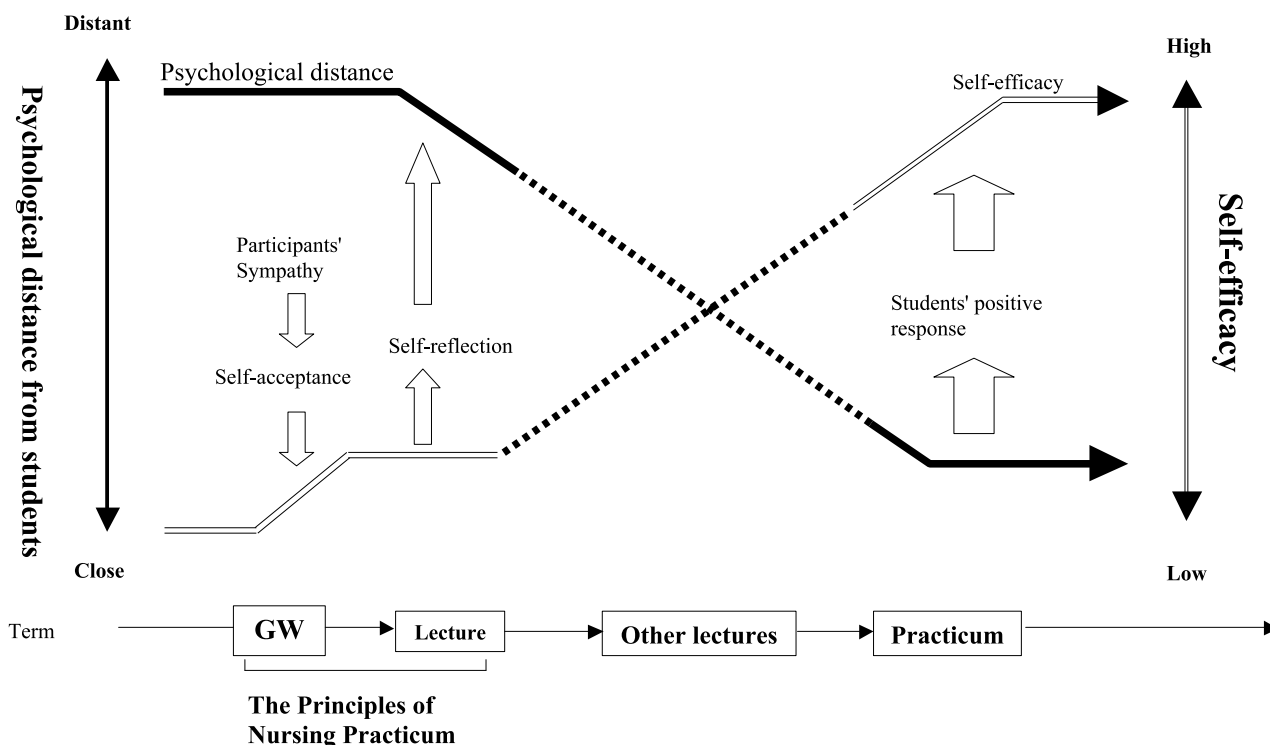 Distant
High
Psychological distance
Self-efficacy
Psychological distance from students
Self-efficacy
Participants'
Sympathy
Students' positive
response
Self-reflection
Self-acceptance
Close
Low
Term
GW
Lecture
Other lectures
Practicum
The Principles of
Nursing Practicum